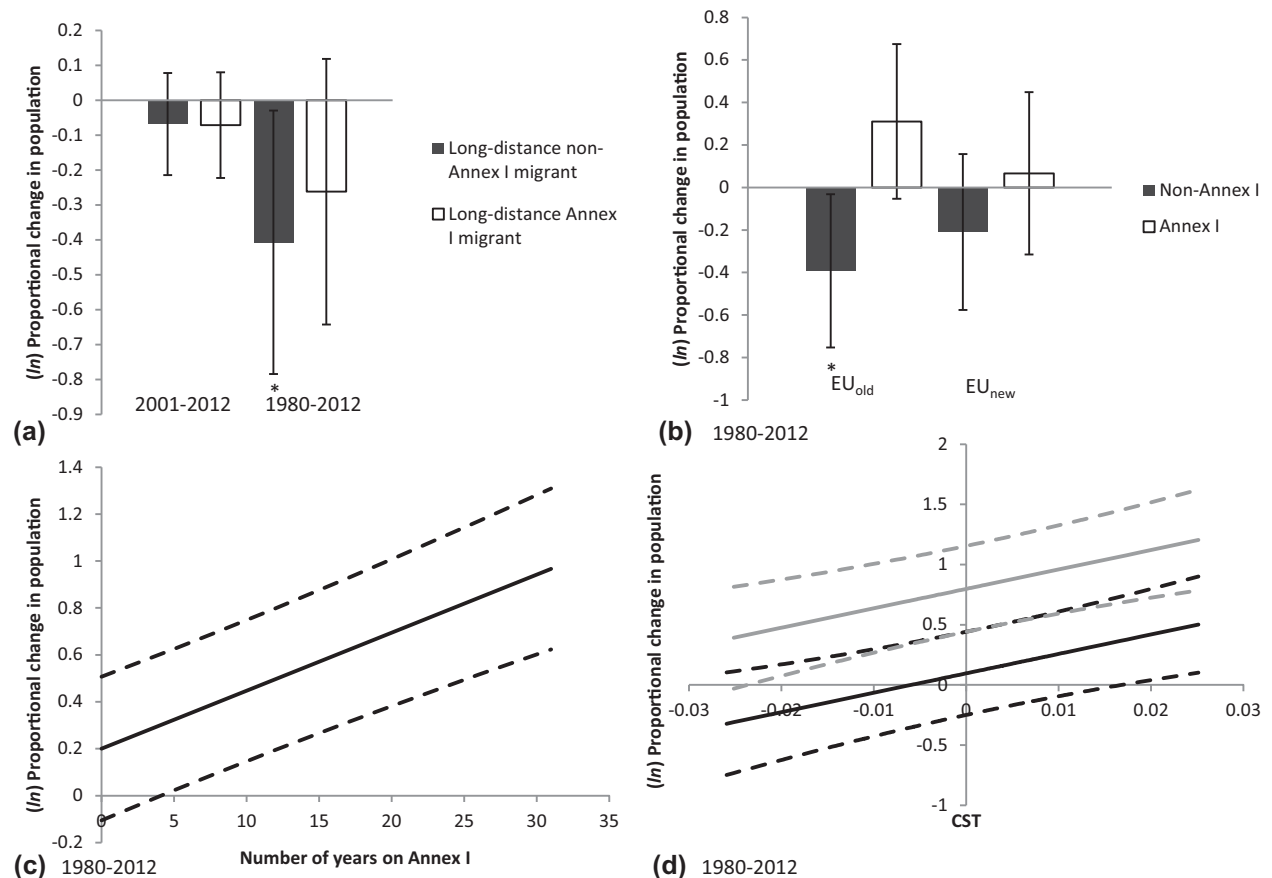 (ln) Proportional change in population
0.2
0.1
0
-0.1
-0.2
-0.3
-0.4
-0.5
-0.6
-0.7
-0.8
-0.9
*
2001-2012 1980-2012
Long-distance non-
Annex I migrant
Long-distance Annex
I migrant
(a)
(ln) Proportional change in population
0.8
0.6
0.4
0.2
0
-0.2
-0.4
-0.6
-0.8
-1
*
EUold EUnew
Non-Annex I
Annex I
(b) 1980-2012
(ln) Proportional change in population
1.4
1.2
1
0.8
0.6
0.4
0.2
0
-0.2
0 5 10 15 20 25 30 35
Number of years on Annex I
(c) 1980-2012
(ln) Proportional change in population
2
1.5
1
0.5
0
-0.5
-1
-0.03 -0.02 -0.01 0 0.01 0.02 0.03
CST
(d) 1980-2012